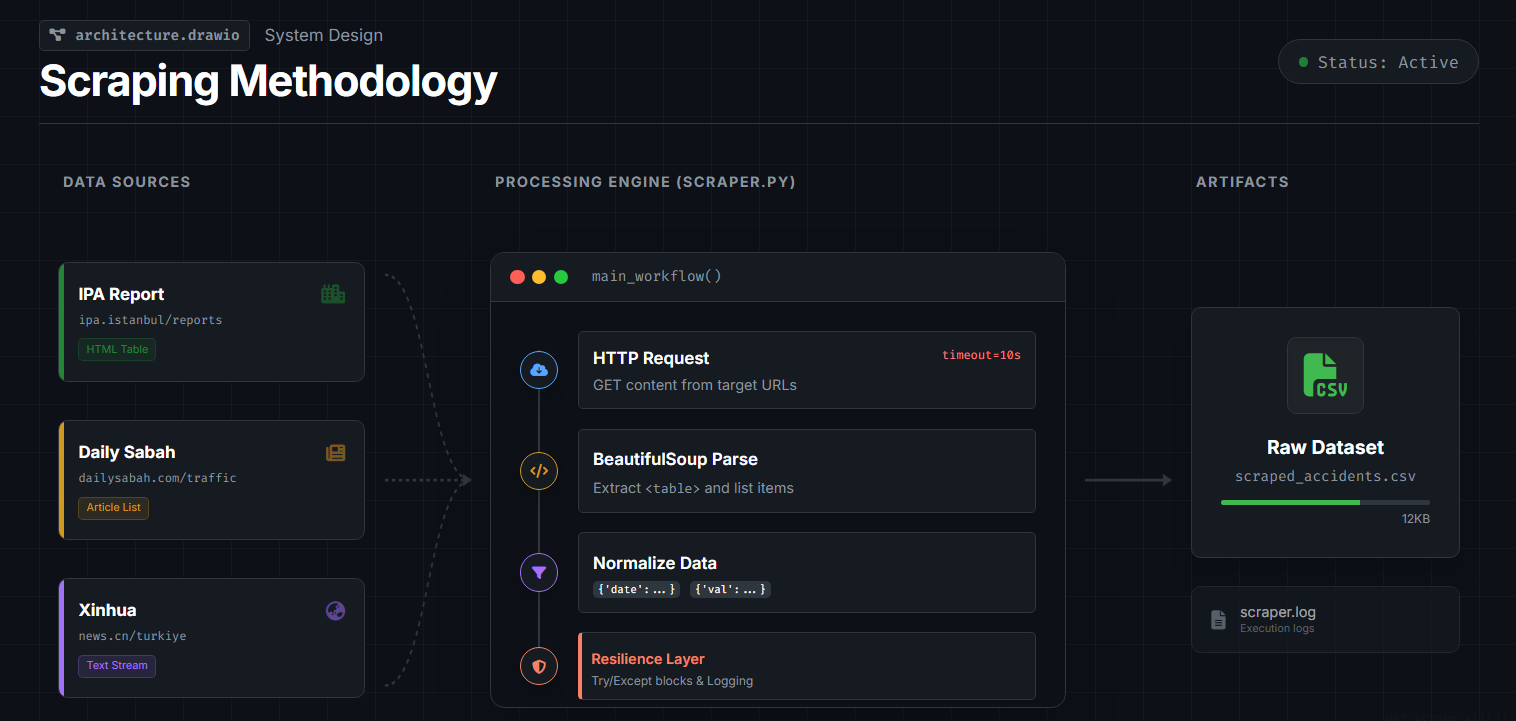 architecture.drawio System Design
Scraping Methodology
Status: Active
DATA SOURCES
IPA Report
ipa.istanbul/reports
HTML Table
Daily Sabah
dailysabah.com/traffic
Article List
Xinhua
news.cn/turkiye
Text Stream
PROCESSING ENGINE (SCRAPER.PY)
main_workflow()
HTTP Request
timeout=10s
GET content from target URLs
</>
BeautifulSoup Parse
Extract <table> and list items
Normalize Data
{'date':...} {'val':...}
Resilience Layer
Try/Except blocks & Logging
ARTIFACTS
CSV
Raw Dataset
scraped_accidents.csv
12KB
scraper.log
Execution logs